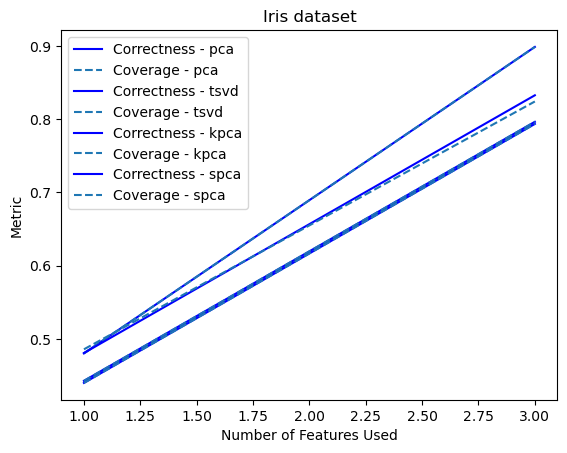 Iris dataset
0.9
0.8
0.7
0.6
0.5
Metric
Correctness - pca
Coverage - pca
Correctness - tsvd
Coverage - tsvd
Correctness - kpca
Coverage - kpca
Correctness - spca
Coverage - spca
1.00 1.25 1.50 1.75 2.00 2.25 2.50 2.75 3.00
Number of Features Used